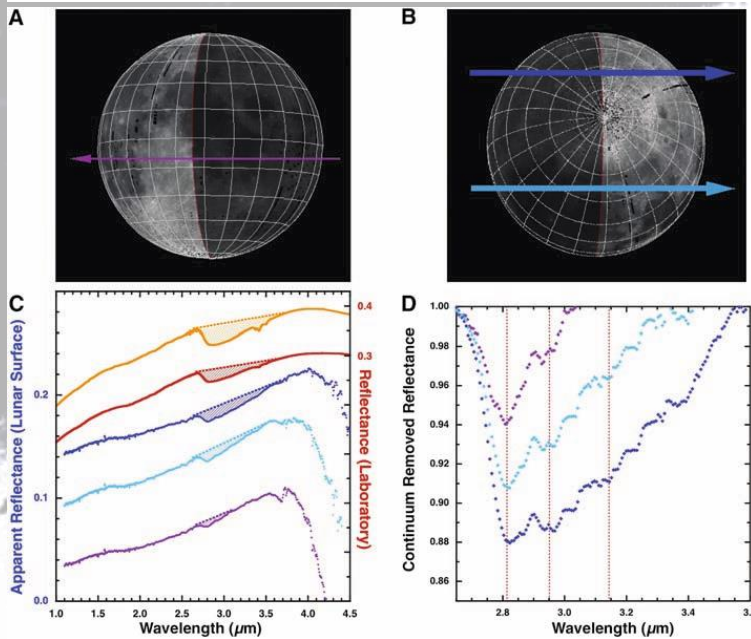 A
B
C
D
Apparent Reflectance (Lunar Surface)
0.2
0.1
0.0
0.4
0.3
Reflectance (Laboratory)
1.0 1.5 2.0 2.5 3.0 3.5 4.0 4.5
Wavelength (µm)
Continuum Removed Reflectance
1.00
0.98
0.96
0.94
0.92
0.90
0.88
0.86
2.8 3.0 3.2 3.4 3.6
Wavelength (µm)